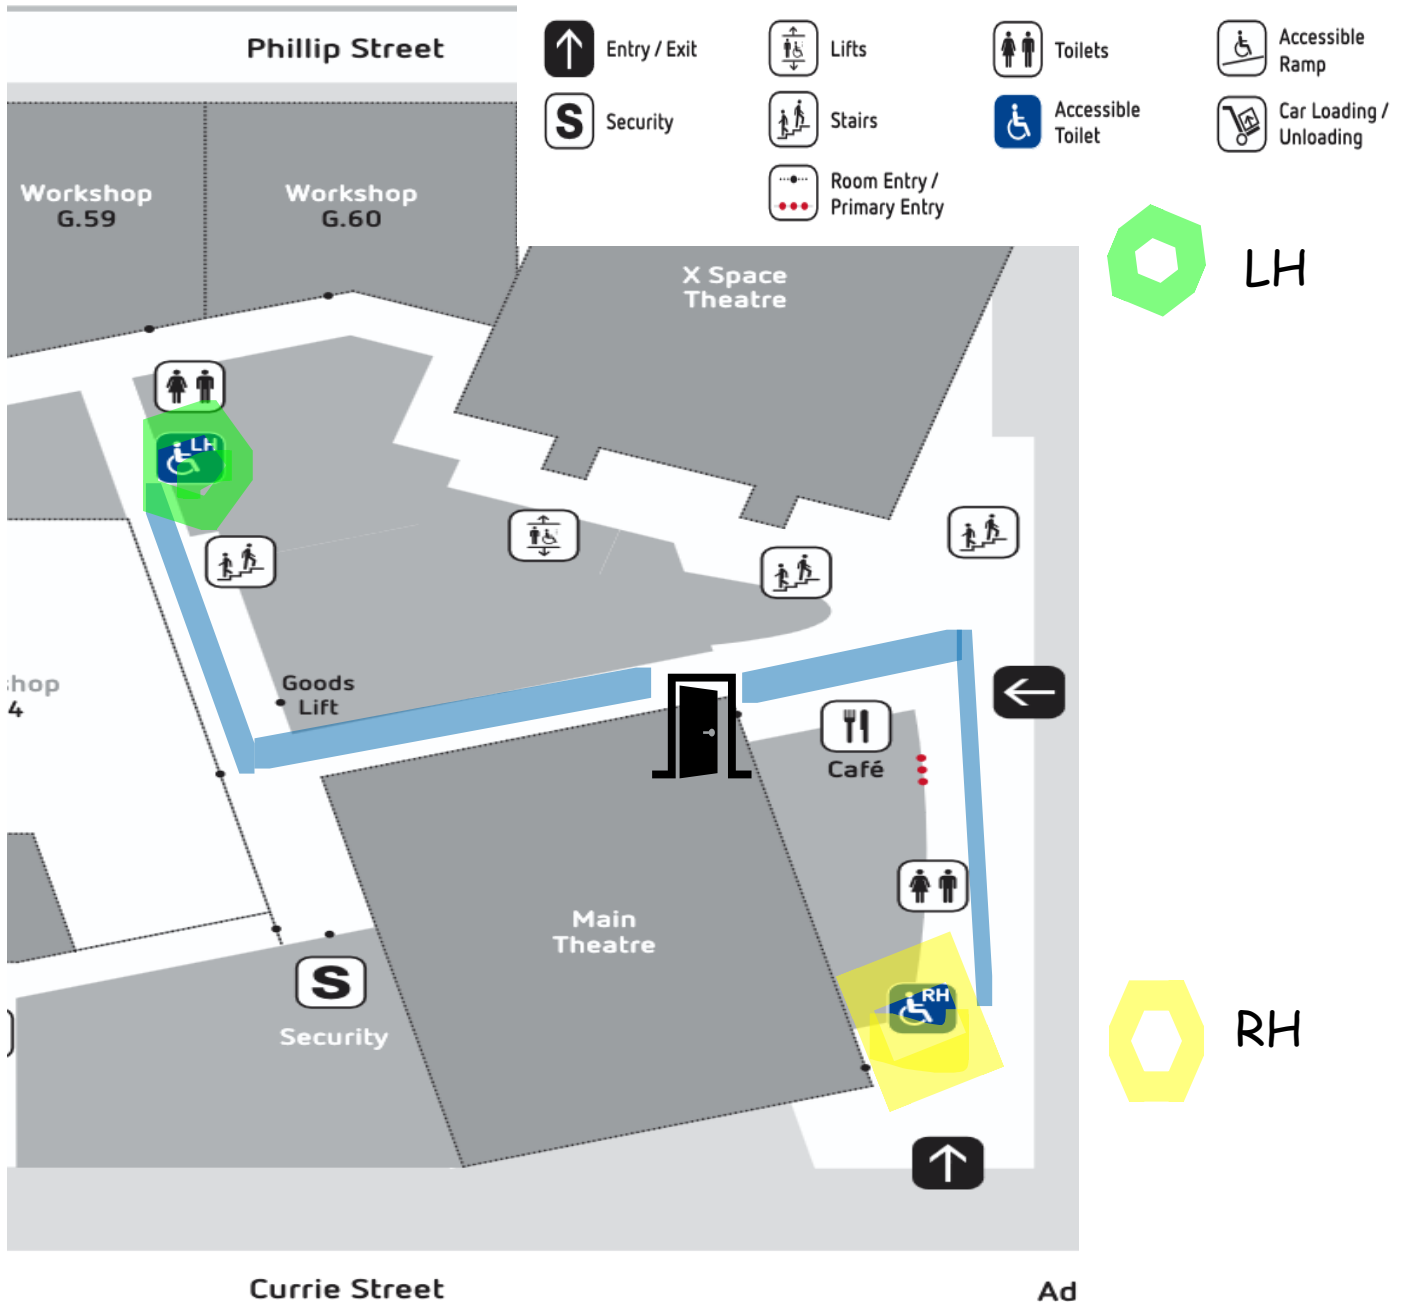 Phillip Street
Entry / Exit
Lifts
Toilets
Accessible
Ramp
S
Security
Stairs
Accessible
Toilet
Car Loading /
Unloading
Room Entry /
Primary Entry
Workshop
G.59
Workshop
G.60
X Space
Theatre
LH
LH
hop
4
Goods
Lift
Café
Main
Theatre
S
Security
RH
RH
Currie Street
Ad